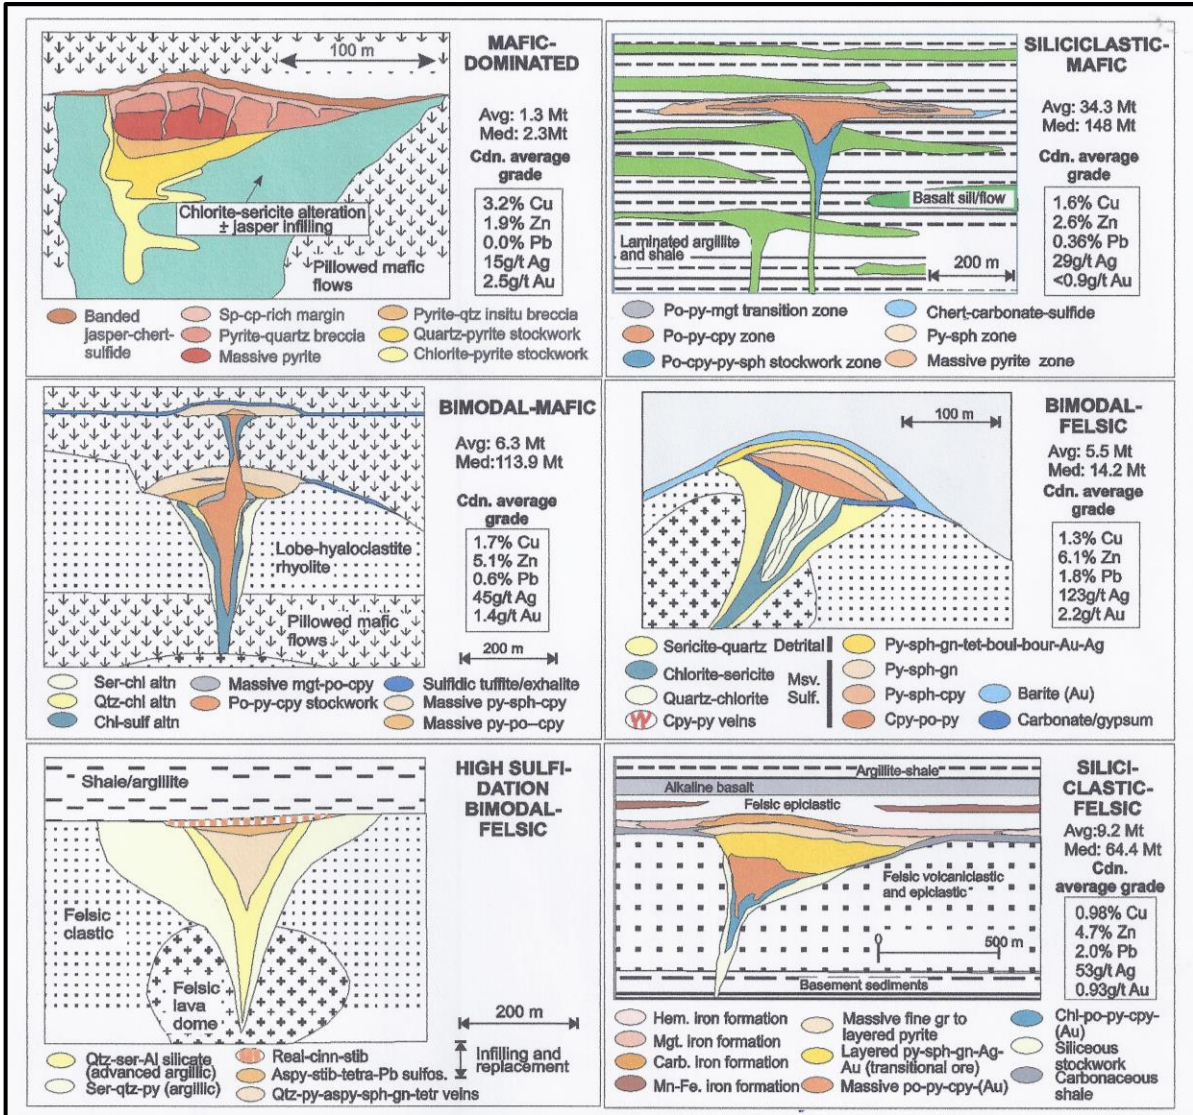 100 m
MAFIC-
DOMINATED
Avg: 1.3 Mt
Med: 2.3Mt
Cdn. average
grade
3.2% Cu
1.9% Zn
0.0% Pb
15g/t Ag
2.5g/t Au
Chlorite-sericite alteration
± jasper infilling
Pillowed mafic
flows
Banded
jasper-chert-
sulfide
Sp-cp-rich margin
Pyrite-quartz breccia
Massive pyrite
Pyrite-qtz insitu breccia
Quartz-pyrite stockwork
Chlorite-pyrite stockwork
SILICICLASTIC-
MAFIC
Avg: 34.3 Mt
Med: 148 Mt
Cdn. average
grade
1.6% Cu
2.6% Zn
0.36% Pb
29g/t Ag
<0.9g/t Au
Basalt sill/flow
Laminated argillite
and shale
200 m
Po-py-mgt transition zone
Po-py-cpy zone
Po-cpy-py-sph stockwork zone
Chert-carbonate-sulfide
Py-sph zone
Massive pyrite zone
BIMODAL-MAFIC
Avg: 6.3 Mt
Med:113.9 Mt
Cdn. average
grade
1.7% Cu
5.1% Zn
0.6% Pb
45g/t Ag
1.4g/t Au
Lobe-hyaloclastite
rhyolite
Pillowed mafic
flows
200 m
Ser-chl altn
Qtz-chl altn
Chl-sulf altn
Massive mgt-po-cpy
Po-py-cpy stockwork
Sulfidic tuffite/exhalite
Massive py-sph-cpy
Massive py-po--cpy
100 m
BIMODAL-
FELSIC
Avg: 5.5 Mt
Med: 14.2 Mt
Cdn. average
grade
1.3% Cu
6.1% Zn
1.8% Pb
123g/t Ag
2.2g/t Au
Sericite-quartz
Chlorite-sericite
Quartz-chlorite
Cpy-py veins
Detrital
Msv.
Sulf.
Py-sph-gn-tet-boul-bour-Au-Ag
Py-sph-gn
Py-sph-cpy
Cpy-po-py
Barite (Au)
Carbonate/gypsum
Shale/argillite
HIGH SULFI-
DATION
BIMODAL-
FELSIC
Felsic
clastic
Felsic
lava
dome
200 m
Infilling and
replacement
Qtz-ser-Al silicate
(advanced argillic)
Ser-qtz-py (argillic)
Real-cinn-stib
Aspy-stib-tetra-Pb sulfos.
Qtz-py-aspy-sph-gn-tetr veins
Argillite-shale
Alkaline basalt
Felsic epiclastic
SILICI-
CLASTIC-
FELSIC
Avg:9.2 Mt
Med: 64.4 Mt
Cdn.
average grade
0.98% Cu
4.7% Zn
2.0% Pb
53g/t Ag
0.93g/t Au
Felsic volcaniclastic
and epiclastic
0 500 m
Basement sediments
Hem. iron formation
Mgt. iron formation
Carb. iron formation
Mn-Fe. iron formation
Massive fine gr to
layered pyrite
Layered py-sph-gn-Ag-
Au (transitional ore)
Massive po-py-cpy-(Au)
Chl-po-py-cpy-
(Au)
Siliceous
stockwork
Carbonaceous
shale